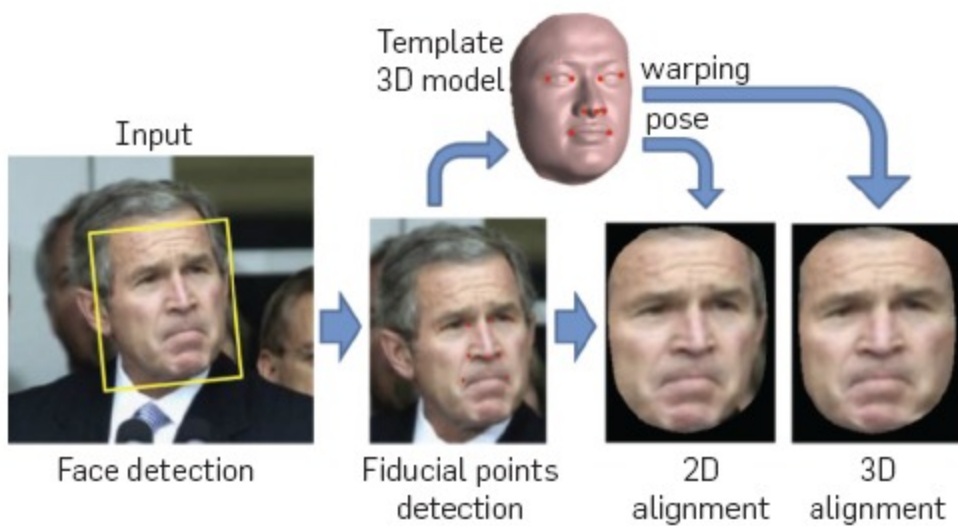 Template
3D model
warping
pose
Input
Face detection
Fiducial points
detection
2D
alignment
3D
alignment